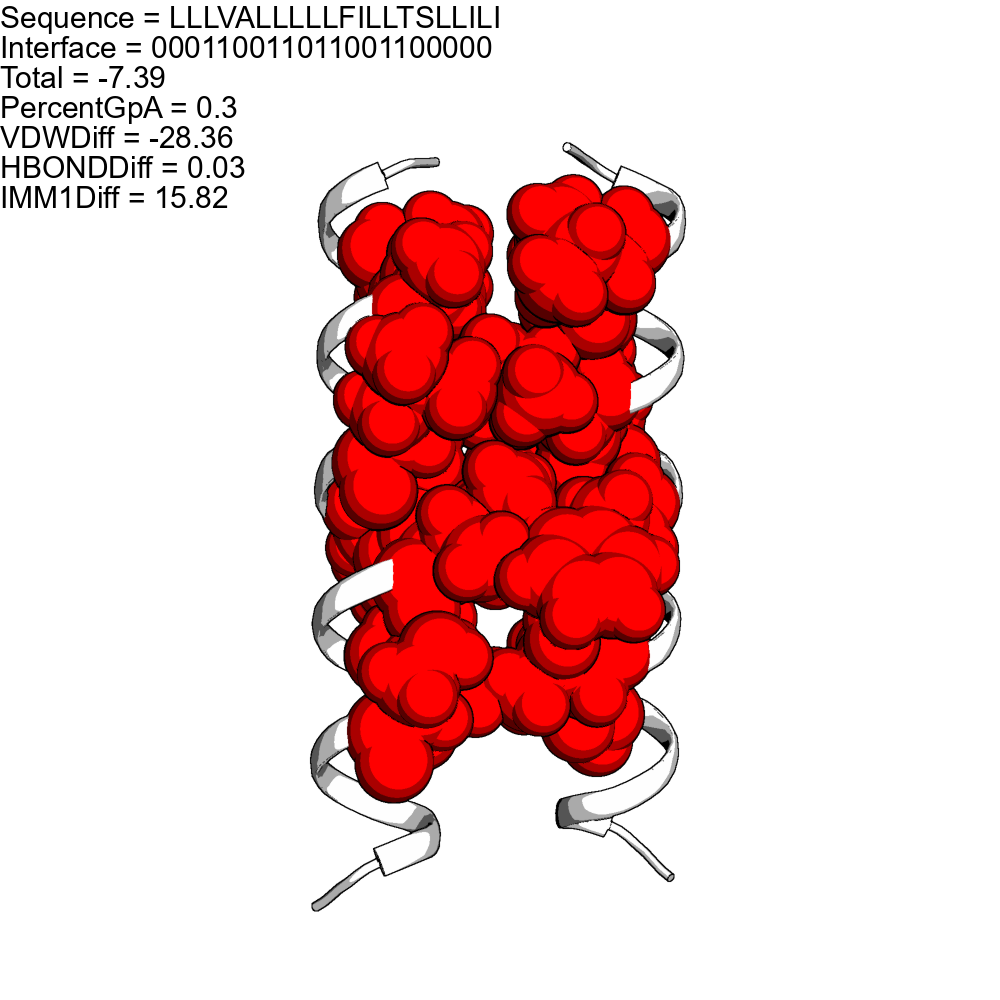 Sequence = LLLVALLLLLFILLTSLLILI
Interface = 000110011011001100000
Total = -7.39
PercentGpA = 0.3
VDWDiff = -28.36
HBONDDiff = 0.03
IMM1Diff = 15.82